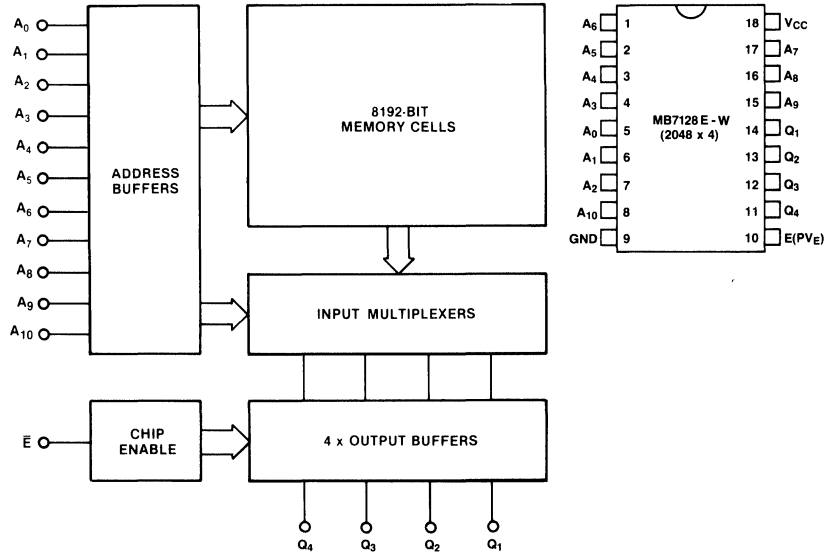 A0
A1
A2
A3
A4
A5
A6
A7
A8
A9
A10
ADDRESS
BUFFERS
8192-BIT
MEMORY CELLS
INPUT MULTIPLEXERS
E̅
CHIP
ENABLE
4 x OUTPUT BUFFERS
Q4 Q3 Q2 Q1
A6 1 18 VCC
A5 2 17 A7
A4 3 16 A8
A3 4 15 A9
MB7128E-W
(2048 x 4)
A0 5 14 Q1
A1 6 13 Q2
A2 7 12 Q3
A10 8 11 Q4
GND 9 10 E(PVE)